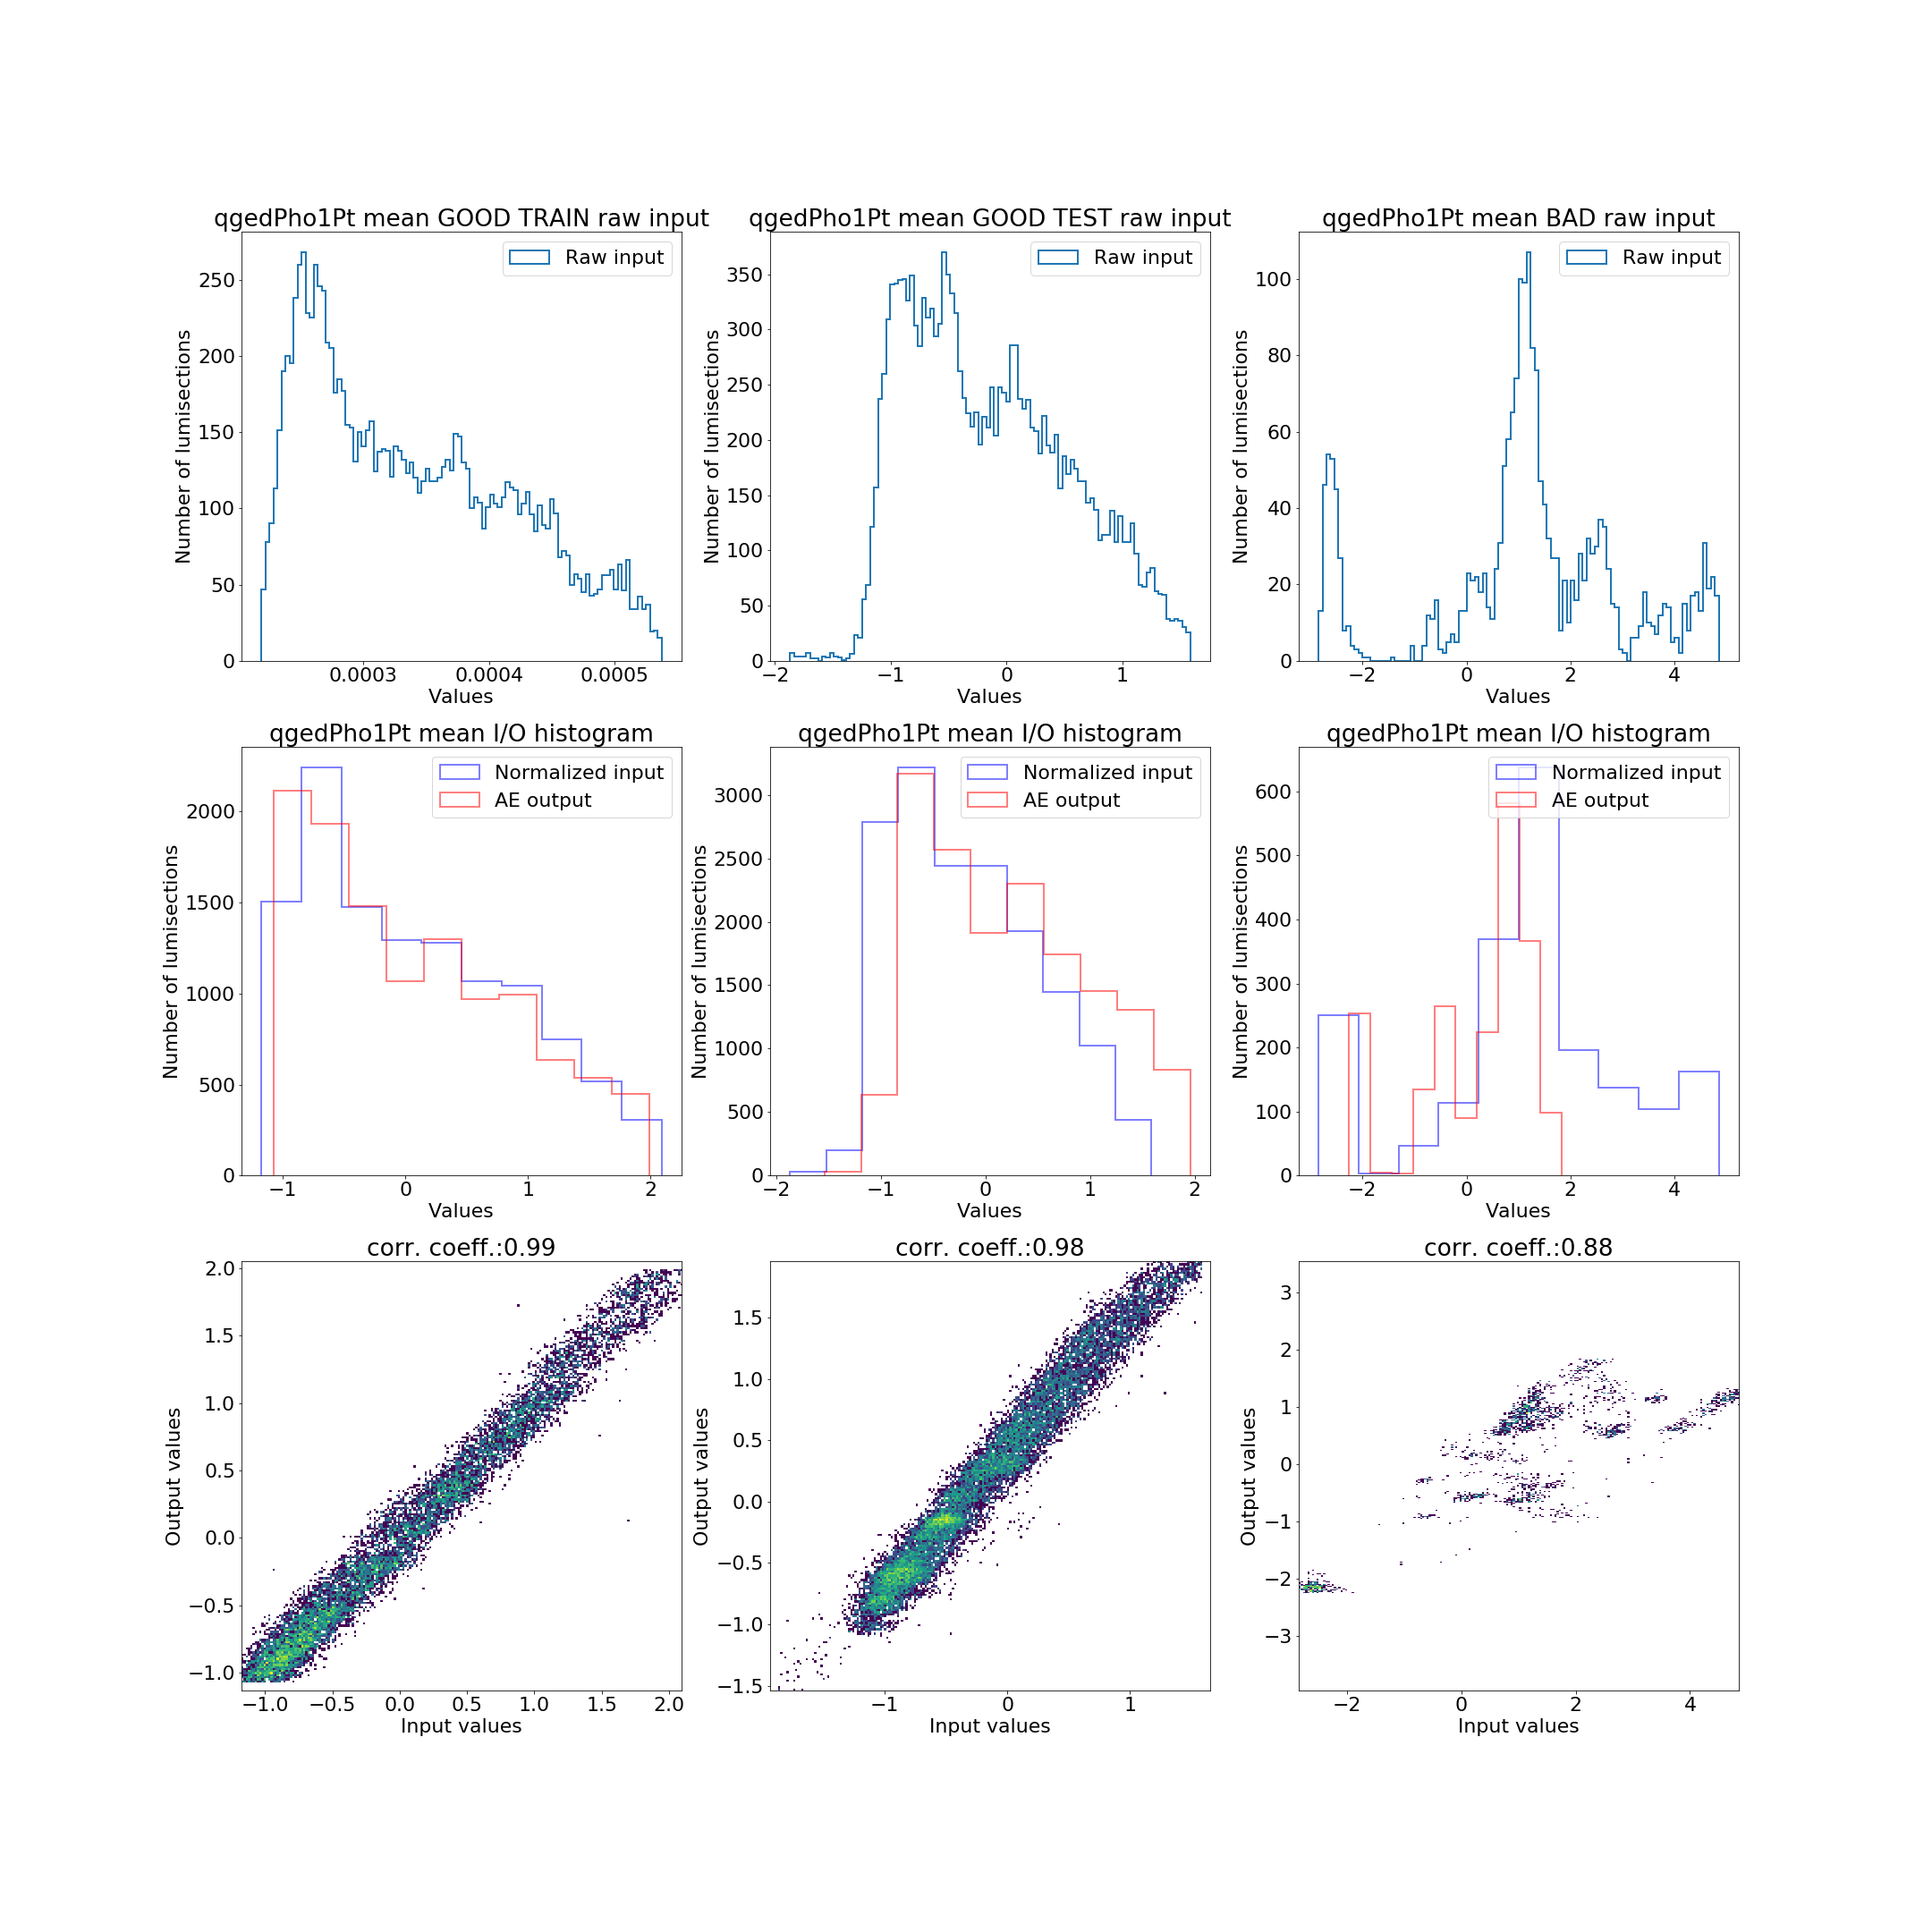 qgedPho1Pt mean GOOD TRAIN raw input
Raw input
Number of lumisections
250
200
150
100
50
0
0.0003 0.0004 0.0005
Values
qgedPho1Pt mean GOOD TEST raw input
Raw input
Number of lumisections
350
300
250
200
150
100
50
0
−2 −1 0 1
Values
qgedPho1Pt mean BAD raw input
Raw input
Number of lumisections
100
80
60
40
20
0
−2 0 2 4
Values
qgedPho1Pt mean I/O histogram
Normalized input
AE output
Number of lumisections
2000
1500
1000
500
0
−1 0 1 2
Values
qgedPho1Pt mean I/O histogram
Normalized input
AE output
Number of lumisections
3000
2500
2000
1500
1000
500
0
−2 −1 0 1 2
Values
qgedPho1Pt mean I/O histogram
Normalized input
AE output
Number of lumisections
600
500
400
300
200
100
0
−2 0 2 4
Values
corr. coeff.:0.99
Output values
2.0
1.5
1.0
0.5
0.0
−0.5
−1.0
−1.0 −0.5 0.0 0.5 1.0 1.5 2.0
Input values
corr. coeff.:0.98
Output values
1.5
1.0
0.5
0.0
−0.5
−1.0
−1.5
−1 0 1
Input values
corr. coeff.:0.88
Output values
3
2
1
0
−1
−2
−3
−2 0 2 4
Input values